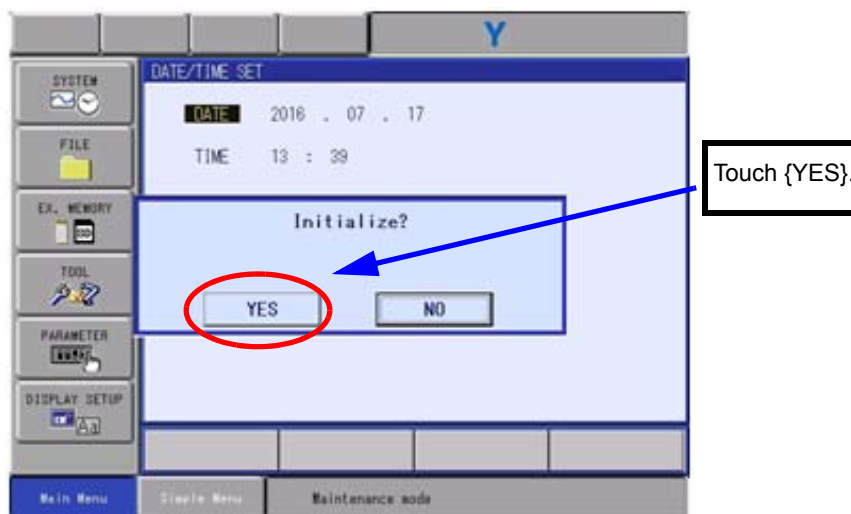 Y
SYSTEM
FILE
EX. MEMORY
TOOL
PARAMETER
DISPLAY SETUP
DATE/TIME SET
DATE 2016 . 07 . 17
TIME 13 : 39
Initialize?
YES NO
Touch {YES}.
Main Menu Simple Menu Maintenance mode